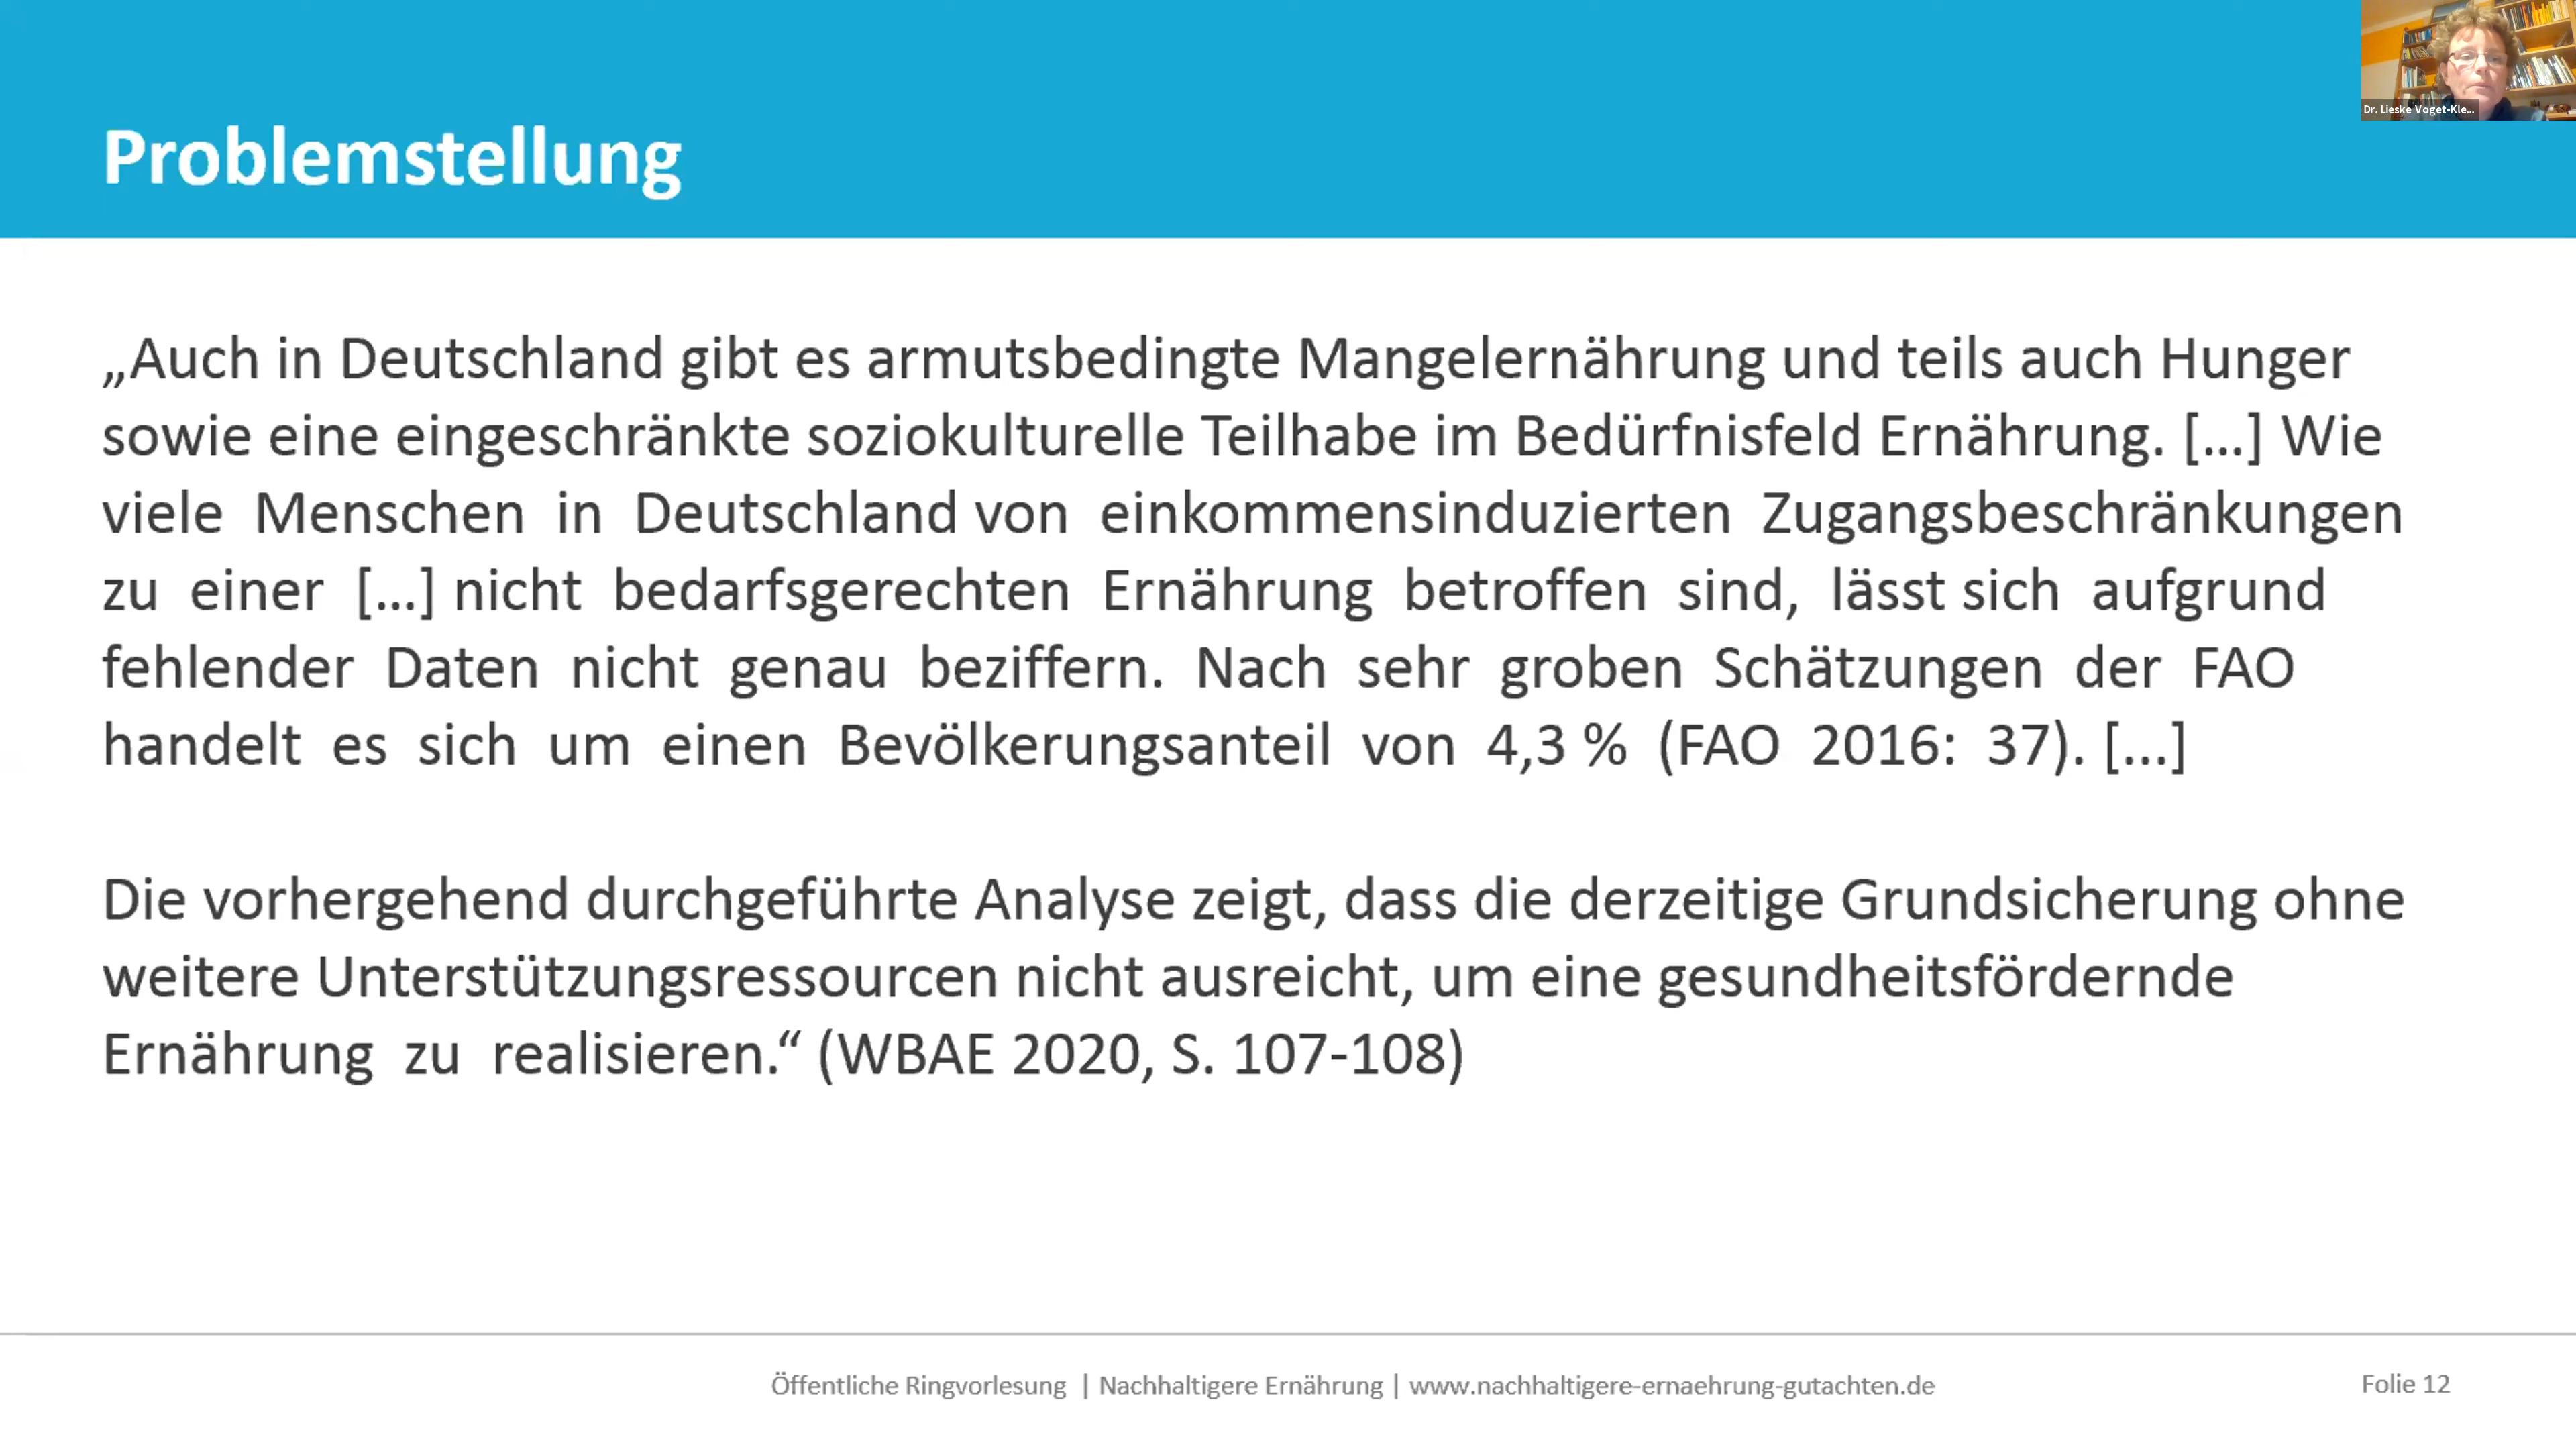 Dr. Lieske Voget-Kle...
Problemstellung
„Auch in Deutschland gibt es armutsbedingte Mangelernährung und teils auch Hunger
sowie eine eingeschränkte soziokulturelle Teilhabe im Bedürfnisfeld Ernährung. […] Wie
viele Menschen in Deutschland von einkommensinduzierten Zugangsbeschränkungen
zu einer […] nicht bedarfsgerechten Ernährung betroffen sind, lässt sich aufgrund
fehlender Daten nicht genau beziffern. Nach sehr groben Schätzungen der FAO
handelt es sich um einen Bevölkerungsanteil von 4,3 % (FAO 2016: 37). […]
Die vorhergehend durchgeführte Analyse zeigt, dass die derzeitige Grundsicherung ohne
weitere Unterstützungsressourcen nicht ausreicht, um eine gesundheitsfördernde
Ernährung zu realisieren.“ (WBAE 2020, S. 107-108)
Öffentliche Ringvorlesung | Nachhaltigere Ernährung | www.nachhaltigere-ernaehrung-gutachten.de
Folie 12